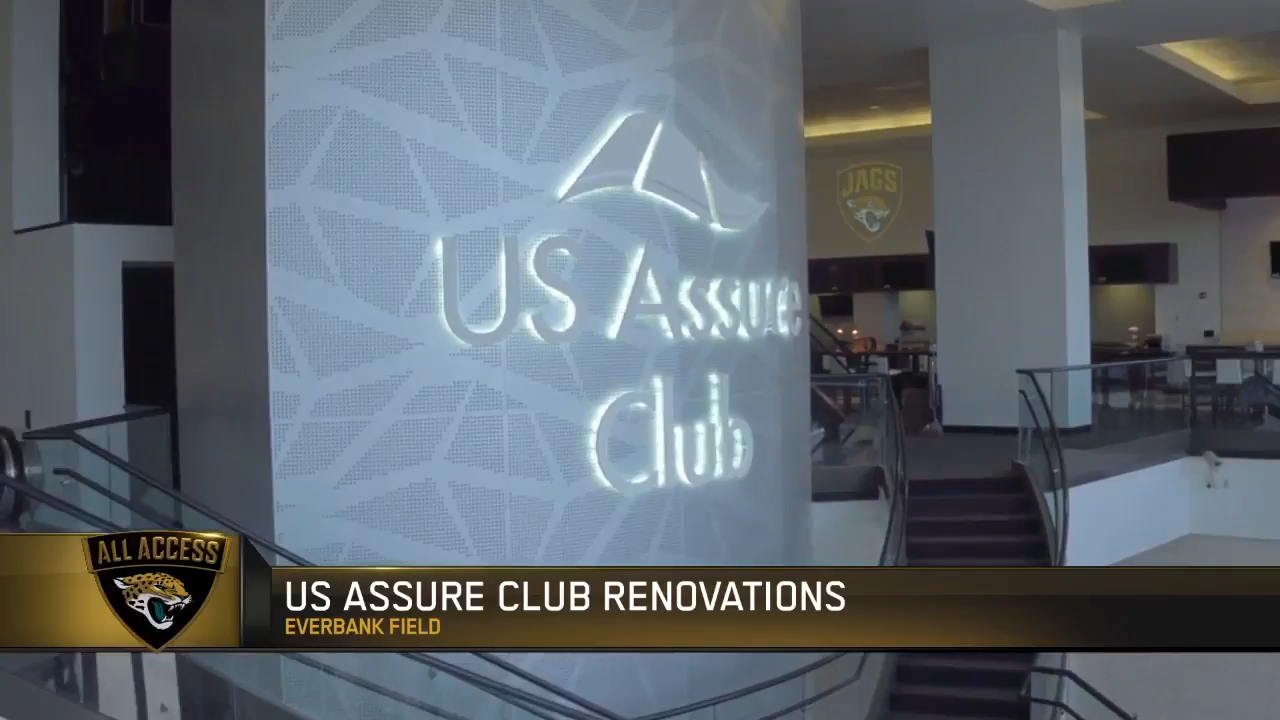 US Assure
Club
JAGS
ALL ACCESS
US ASSURE CLUB RENOVATIONS
EVERBANK FIELD